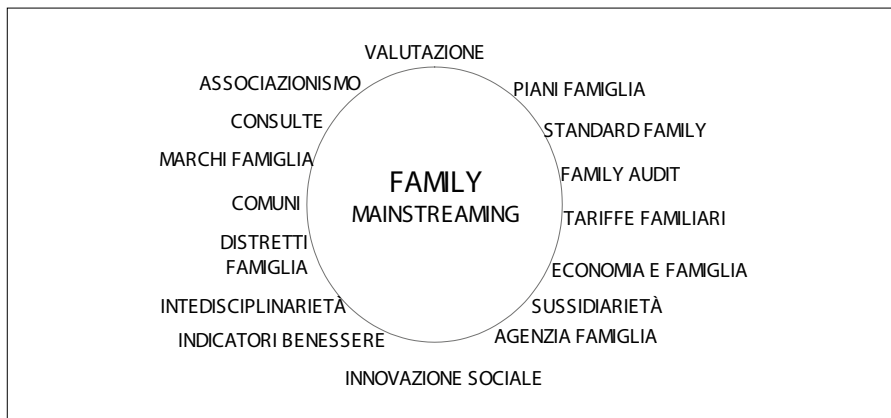 VALUTAZIONE
ASSOCIAZIONISMO
PIANI FAMIGLIA
CONSULTE
STANDARD FAMILY
MARCHI FAMIGLIA
FAMILY AUDIT
FAMILY
MAINSTREAMING
COMUNI
TARIFFE FAMILIARI
DISTRETTI
FAMIGLIA
ECONOMIA E FAMIGLIA
INTEDISCIPLINARIETÀ
SUSSIDIARIETÀ
INDICATORI BENESSERE
AGENZIA FAMIGLIA
INNOVAZIONE SOCIALE